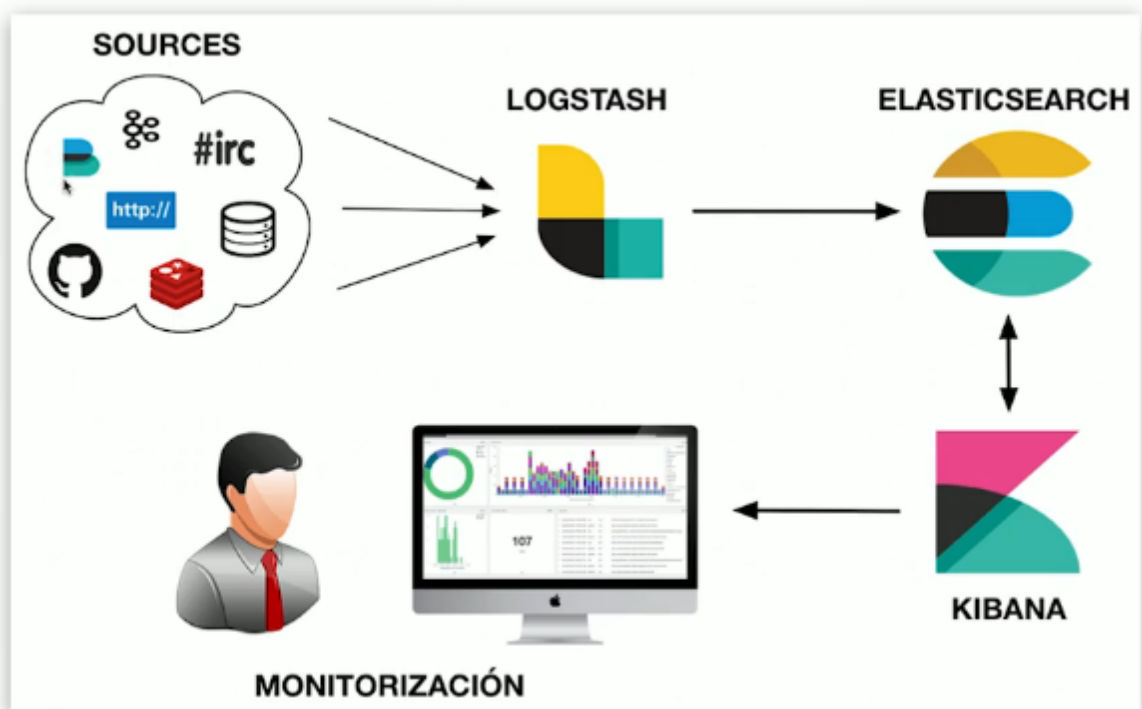 SOURCES
#irc
http://
LOGSTASH
ELASTICSEARCH
107
KIBANA
MONITORIZACIÓN